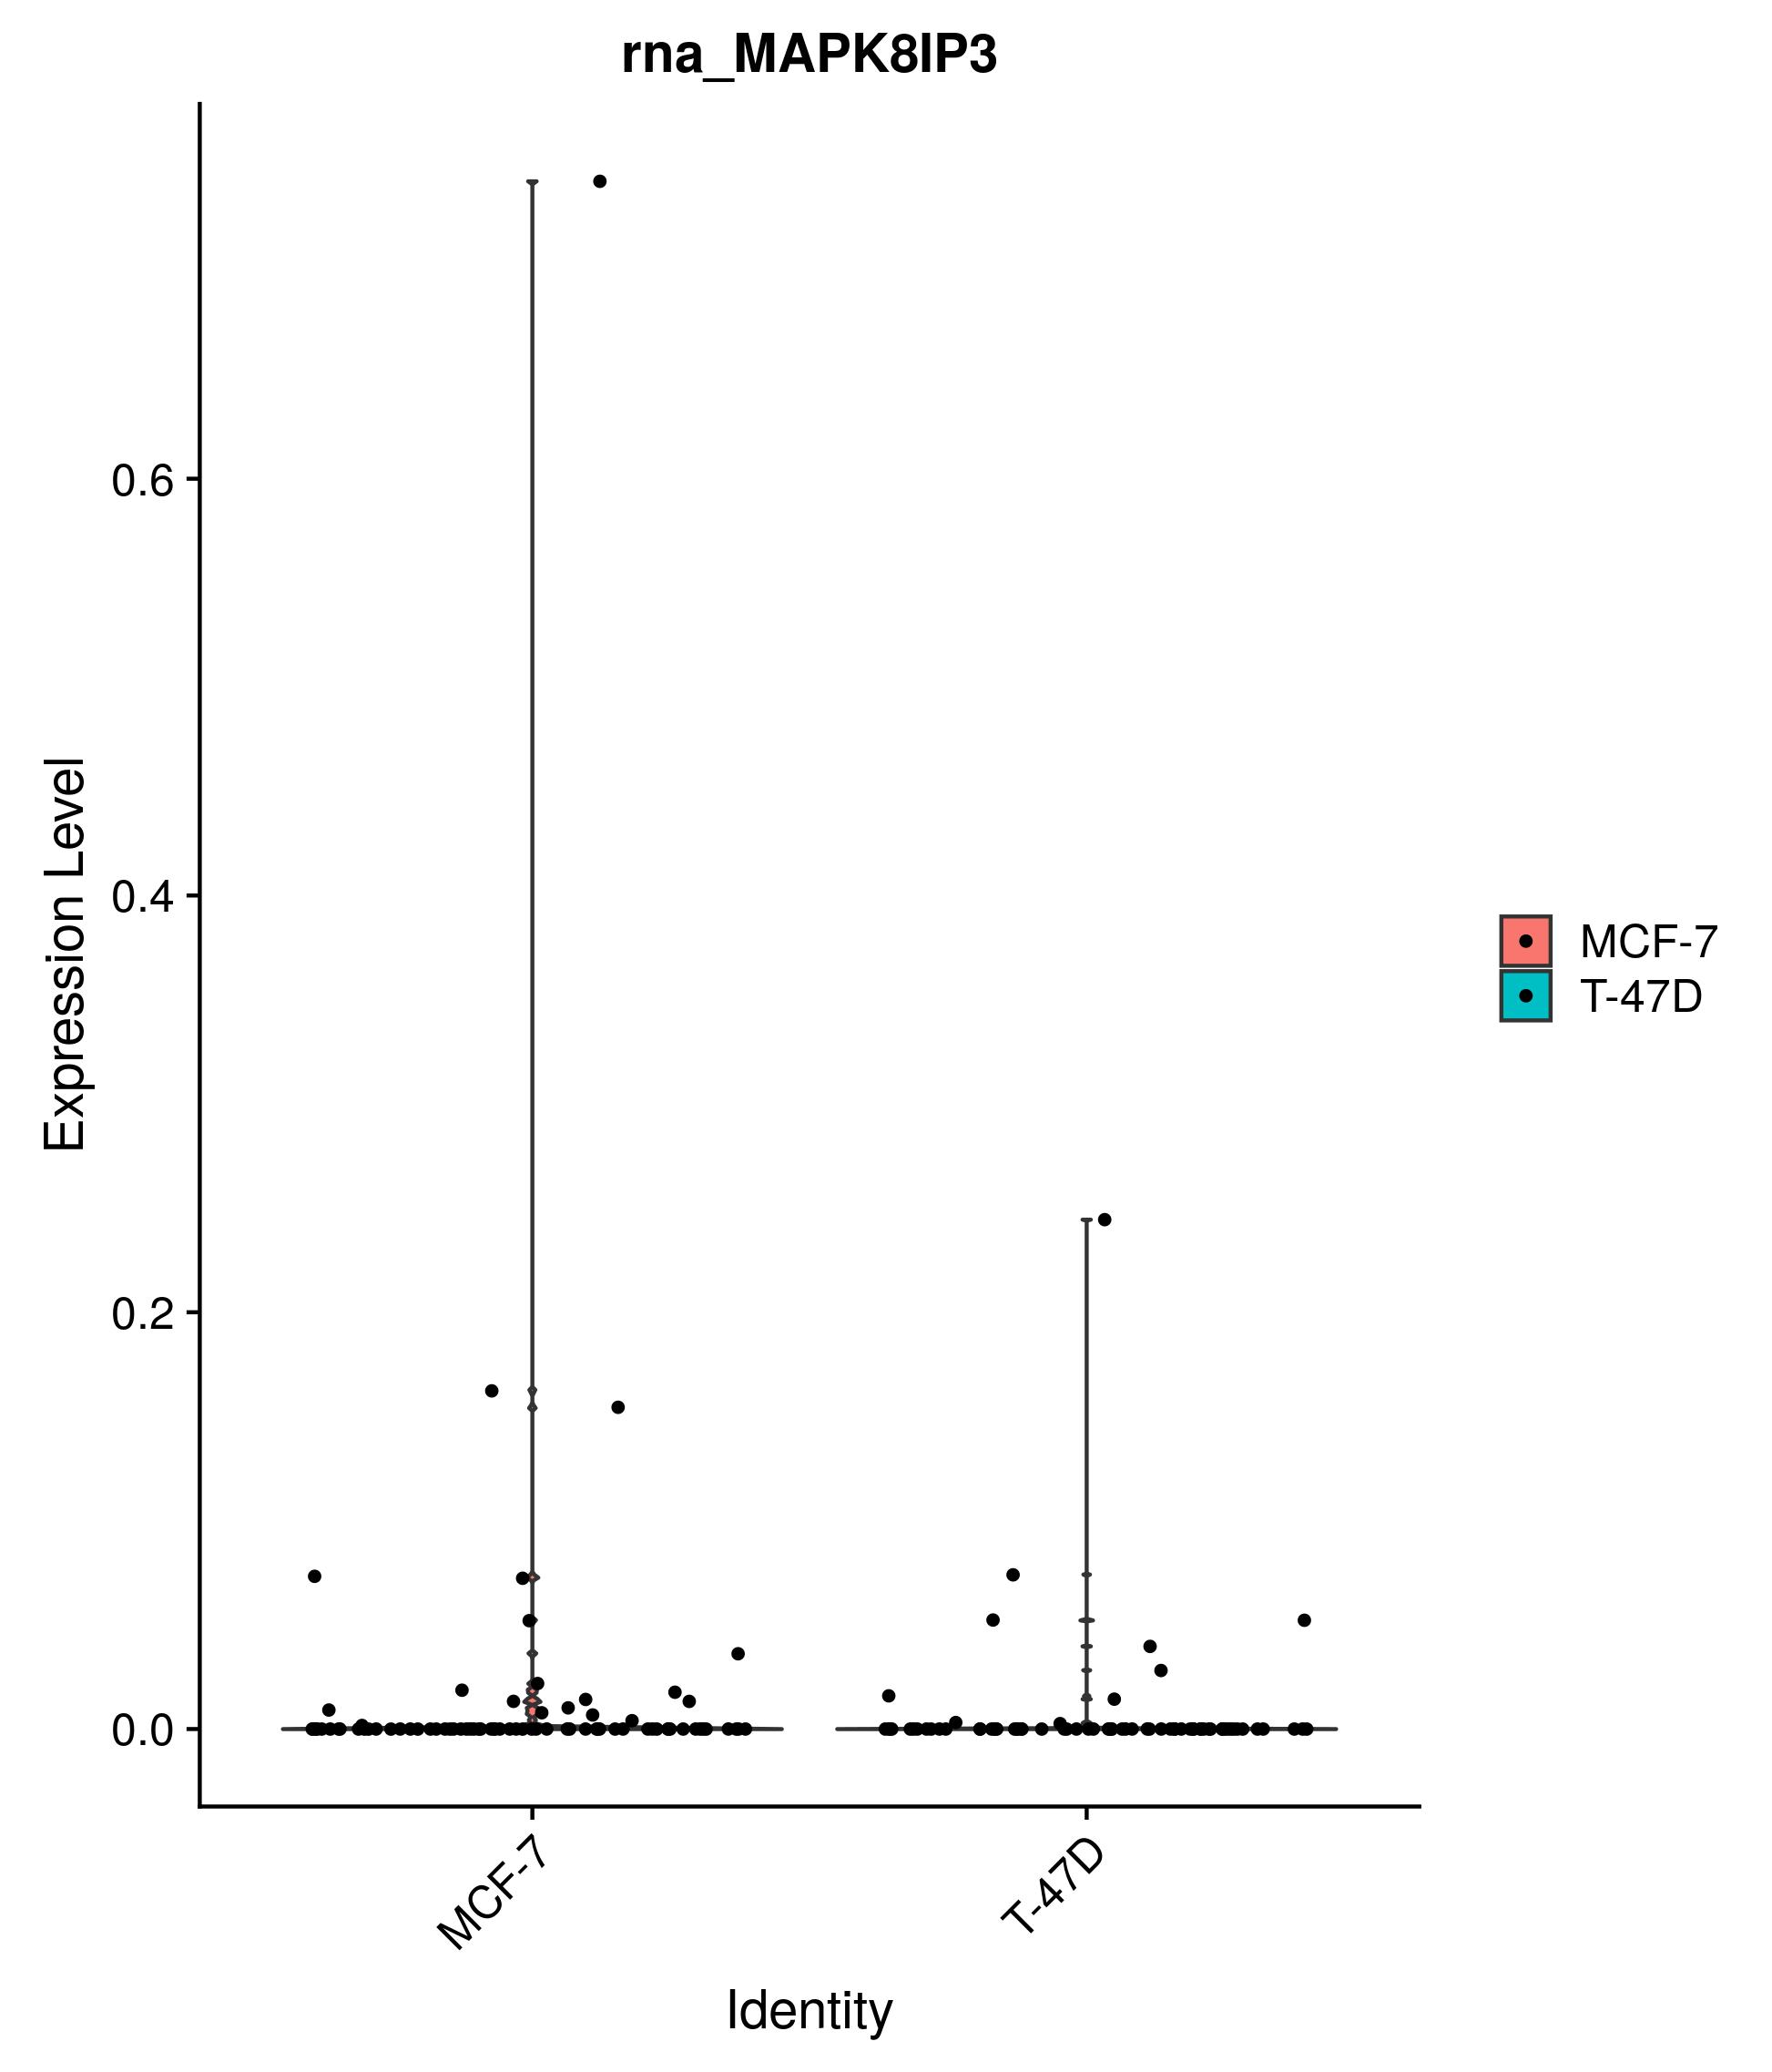 rna_MAPK8IP3
Expression Level
0.6
0.4
0.2
0.0
MCF-7
T-47D
Identity
MCF-7
T-47D